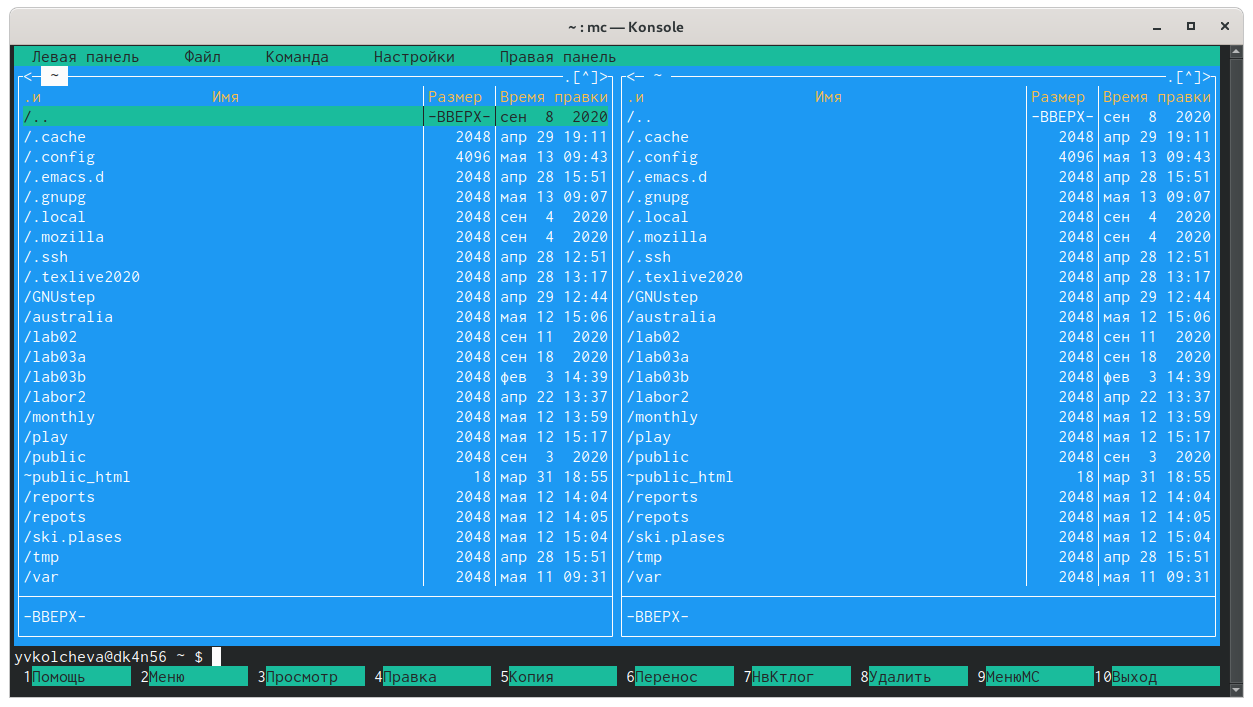 ~ : mc — Konsole
Левая панель Файл Команда Настройки Правая панель
<─ ~ ─.[^]>┐┌<─ ~ ─.[^]>
.и Имя │Размер │Время правки .и Имя │Размер │Время правки
/.. │-ВВЕРХ-│сен 8 2020 /.. │-ВВЕРХ-│сен 8 2020
/.cache │ 2048│апр 29 19:11 /.cache │ 2048│апр 29 19:11
/.config │ 4096│мая 13 09:43 /.config │ 4096│мая 13 09:43
/.emacs.d │ 2048│апр 28 15:51 /.emacs.d │ 2048│апр 28 15:51
/.gnupg │ 2048│мая 13 09:07 /.gnupg │ 2048│мая 13 09:07
/.local │ 2048│сен 4 2020 /.local │ 2048│сен 4 2020
/.mozilla │ 2048│сен 4 2020 /.mozilla │ 2048│сен 4 2020
/.ssh │ 2048│апр 28 12:51 /.ssh │ 2048│апр 28 12:51
/.texlive2020 │ 2048│апр 28 13:17 /.texlive2020 │ 2048│апр 28 13:17
/GNUstep │ 2048│апр 29 12:44 /GNUstep │ 2048│апр 29 12:44
/australia │ 2048│мая 12 15:06 /australia │ 2048│мая 12 15:06
/lab02 │ 2048│сен 11 2020 /lab02 │ 2048│сен 11 2020
/lab03a │ 2048│сен 18 2020 /lab03a │ 2048│сен 18 2020
/lab03b │ 2048│фев 3 14:39 /lab03b │ 2048│фев 3 14:39
/labor2 │ 2048│апр 22 13:37 /labor2 │ 2048│апр 22 13:37
/monthly │ 2048│мая 12 13:59 /monthly │ 2048│мая 12 13:59
/play │ 2048│мая 12 15:17 /play │ 2048│мая 12 15:17
/public │ 2048│сен 3 2020 /public │ 2048│сен 3 2020
~public_html │ 18│мар 31 18:55 ~public_html │ 18│мар 31 18:55
/reports │ 2048│мая 12 14:04 /reports │ 2048│мая 12 14:04
/repots │ 2048│мая 12 14:05 /repots │ 2048│мая 12 14:05
/ski.plases │ 2048│мая 12 15:04 /ski.plases │ 2048│мая 12 15:04
/tmp │ 2048│апр 28 15:51 /tmp │ 2048│апр 28 15:51
/var │ 2048│мая 11 09:31 /var │ 2048│мая 11 09:31
-ВВЕРХ- -ВВЕРХ-
yvkolcheva@dk4n56 ~ $
1Помощь 2Меню 3Просмотр 4Правка 5Копия 6Перенос 7НвКтлог 8Удалить 9МенюМС 10Выход